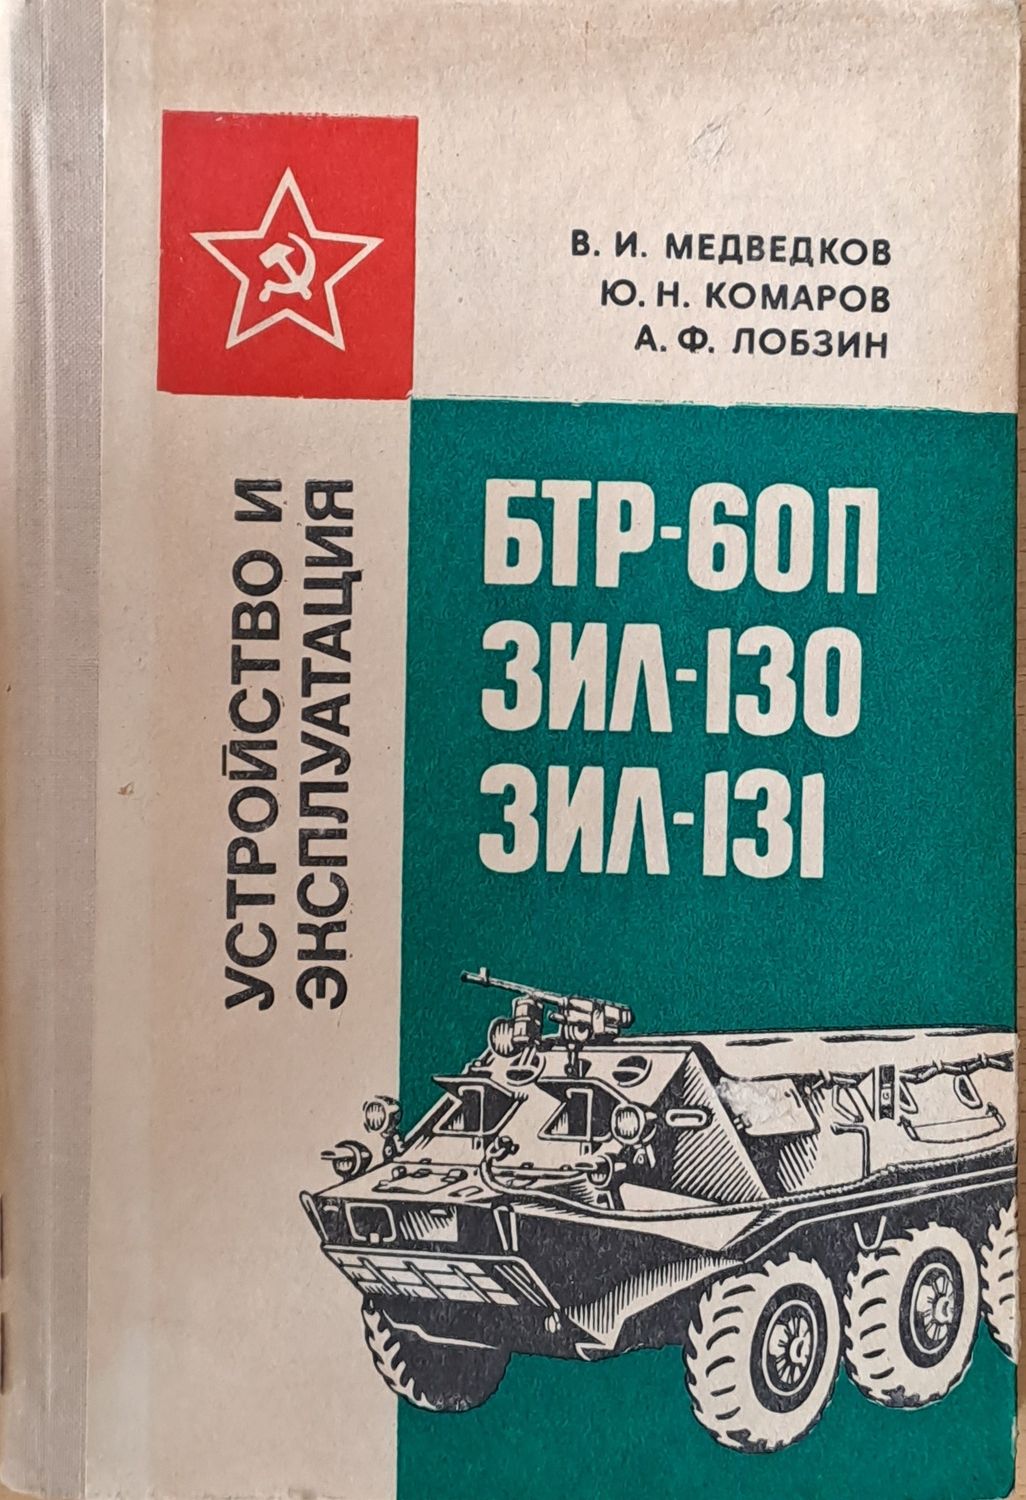 В. И. МЕДВЕДКОВ
Ю. Н. КОМАРОВ
А. Ф. ЛОБЗИН
УСТРОЙСТВО И
ЭКСПЛУАТАЦИЯ
БТР-60П
ЗИЛ-130
ЗИЛ-131